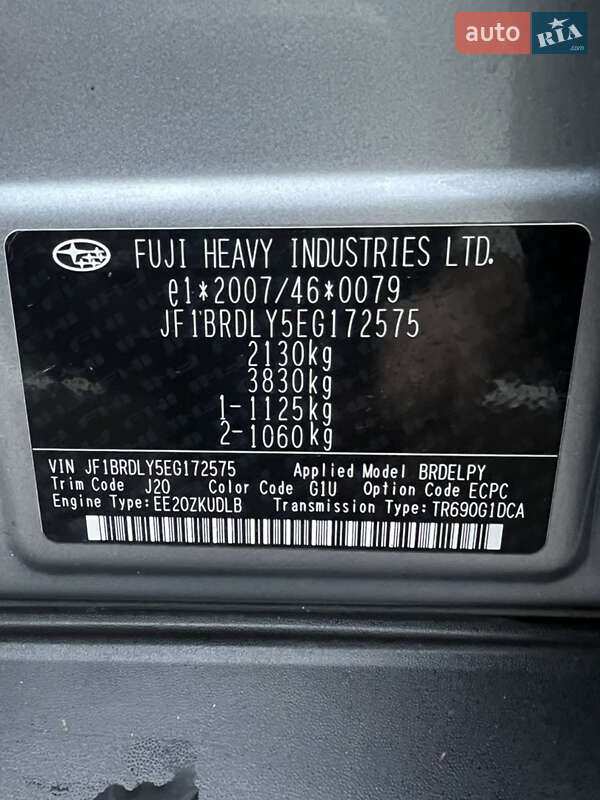 auto RIA.com
FUJI HEAVY INDUSTRIES LTD.
e1*2007/46*0079
JF1BRDLY5EG172575
2130kg
3830kg
1-1125kg
2-1060kg
VIN JF1BRDLY5EG172575 Applied Model BRDELPY
Trim Code J20 Color Code G1U Option Code ECPC
Engine Type:EE20ZKUDLB Transmission Type:TR690G1DCA